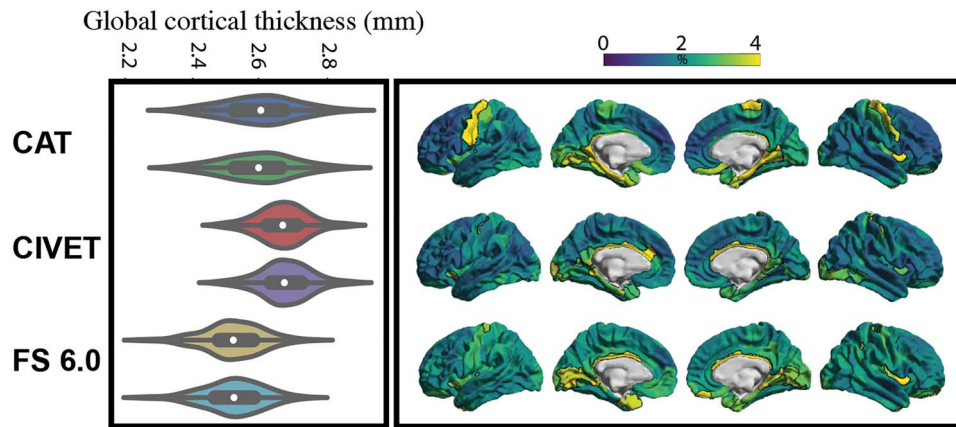 Global cortical thickness (mm)
2.2 2.4 2.6 2.8
0 2 4
%
CAT
CIVET
FS 6.0